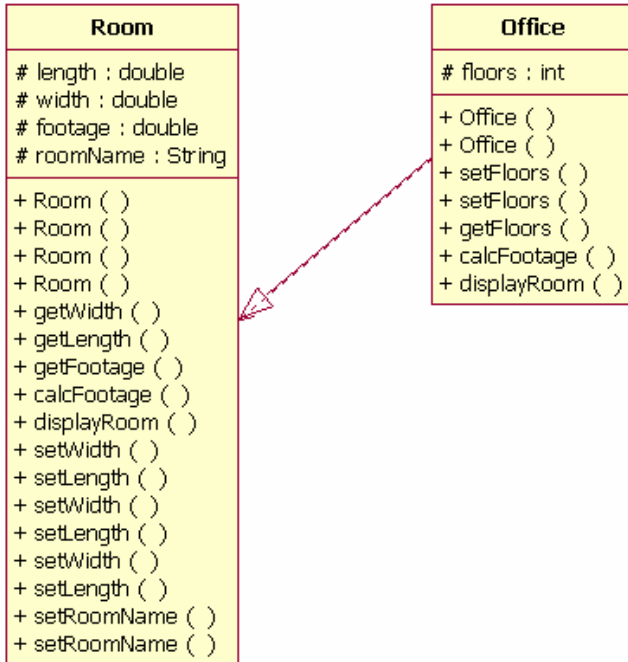 Room
# length : double
# width : double
# footage : double
# roomName : String
+ Room ( )
+ Room ( )
+ Room ( )
+ Room ( )
+ getWidth ( )
+ getLength ( )
+ getFootage ( )
+ calcFootage ( )
+ displayRoom ( )
+ setWidth ( )
+ setLength ( )
+ setWidth ( )
+ setLength ( )
+ setWidth ( )
+ setLength ( )
+ setRoomName ( )
+ setRoomName ( )
Office
# floors : int
+ Office ( )
+ Office ( )
+ setFloors ( )
+ setFloors ( )
+ getFloors ( )
+ calcFootage ( )
+ displayRoom ( )